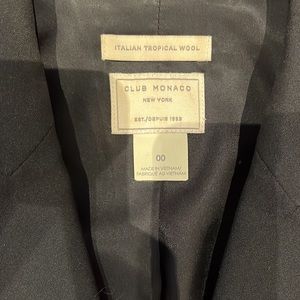 ITALIAN TROPICAL WOOL
CLUB MONACO
NEW YORK
EST./DEPUIS 1985
00
MADE IN VIETNAM/
FABRIQUÉ AU VIETNAM